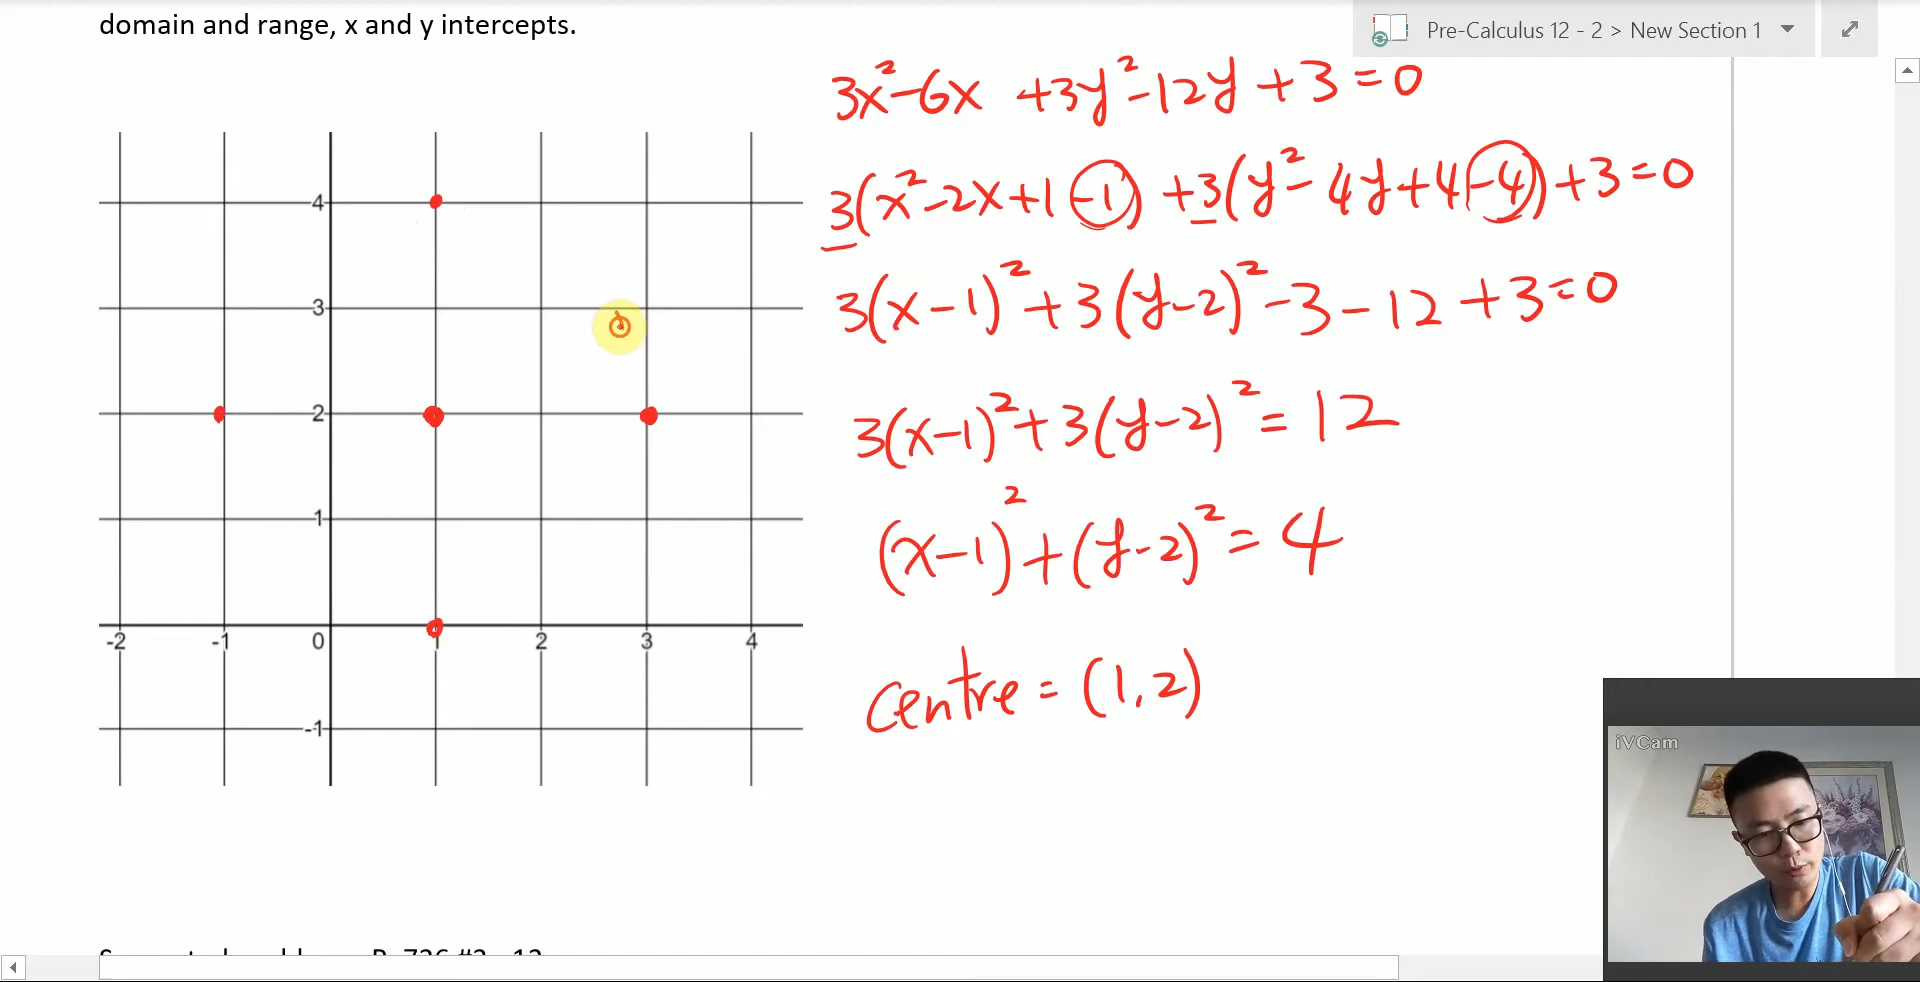 domain and range, x and y intercepts.
Pre-Calculus 12 - 2 > New Section 1
3x²-6x +3y²-12y+3=0
3(x²-2x+1-1) +3(y²-4y+4-4)+3=0
3(x-1)²+3(y-2)²-3-12+3=0
3(x-1)²+3(y-2)²=12
(x-1)²+(y-2)²=4
centre=(1,2)
4
3
2
1
-2 -1 0 1 2 3 4
-1
iVCam